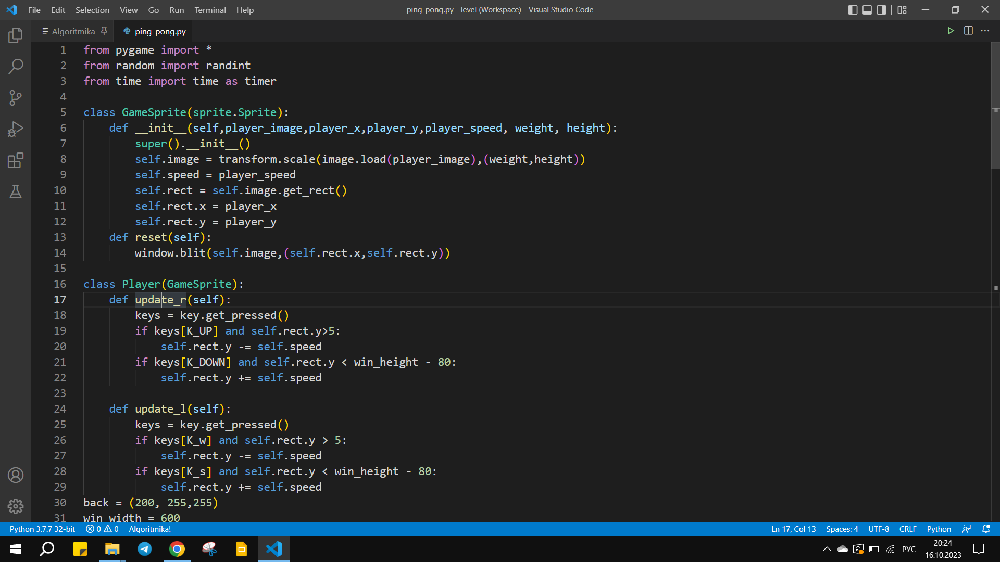 File Edit Selection View Go Run Terminal Help ping-pong.py - level (Workspace) - Visual Studio Code
Algoritmika ping-pong.py
1 from pygame import *
2 from random import randint
3 from time import time as timer
4
5 class GameSprite(sprite.Sprite):
6     def __init__(self,player_image,player_x,player_y,player_speed, weight, height):
7         super().__init__()
8         self.image = transform.scale(image.load(player_image),(weight,height))
9         self.speed = player_speed
10         self.rect = self.image.get_rect()
11         self.rect.x = player_x
12         self.rect.y = player_y
13     def reset(self):
14         window.blit(self.image,(self.rect.x,self.rect.y))
15
16 class Player(GameSprite):
17     def update_r(self):
18         keys = key.get_pressed()
19         if keys[K_UP] and self.rect.y>5:
20             self.rect.y -= self.speed
21         if keys[K_DOWN] and self.rect.y < win_height - 80:
22             self.rect.y += self.speed
23
24     def update_l(self):
25         keys = key.get_pressed()
26         if keys[K_w] and self.rect.y > 5:
27             self.rect.y -= self.speed
28         if keys[K_s] and self.rect.y < win_height - 80:
29             self.rect.y += self.speed
30 back = (200, 255,255)
31 win_width = 600
Python 3.7.7 32-bit 0 0 Algoritmika! Ln 17, Col 13 Spaces: 4 UTF-8 CRLF Python
РУС 20:24
16.10.2023